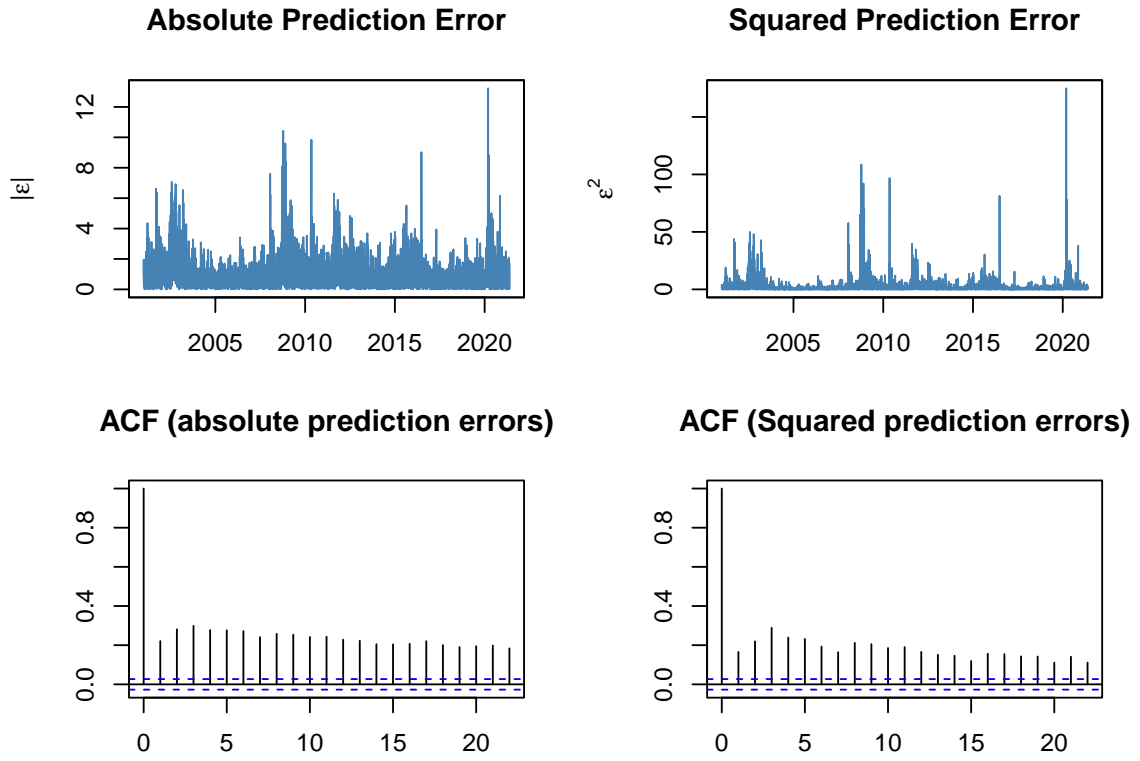 Absolute Prediction Error
|ε|
12
8
4
0
2005 2010 2015 2020
Squared Prediction Error
ε²
100
50
0
2005 2010 2015 2020
ACF (absolute prediction errors)
0.8
0.4
0.0
0 5 10 15 20
ACF (Squared prediction errors)
0.8
0.4
0.0
0 5 10 15 20